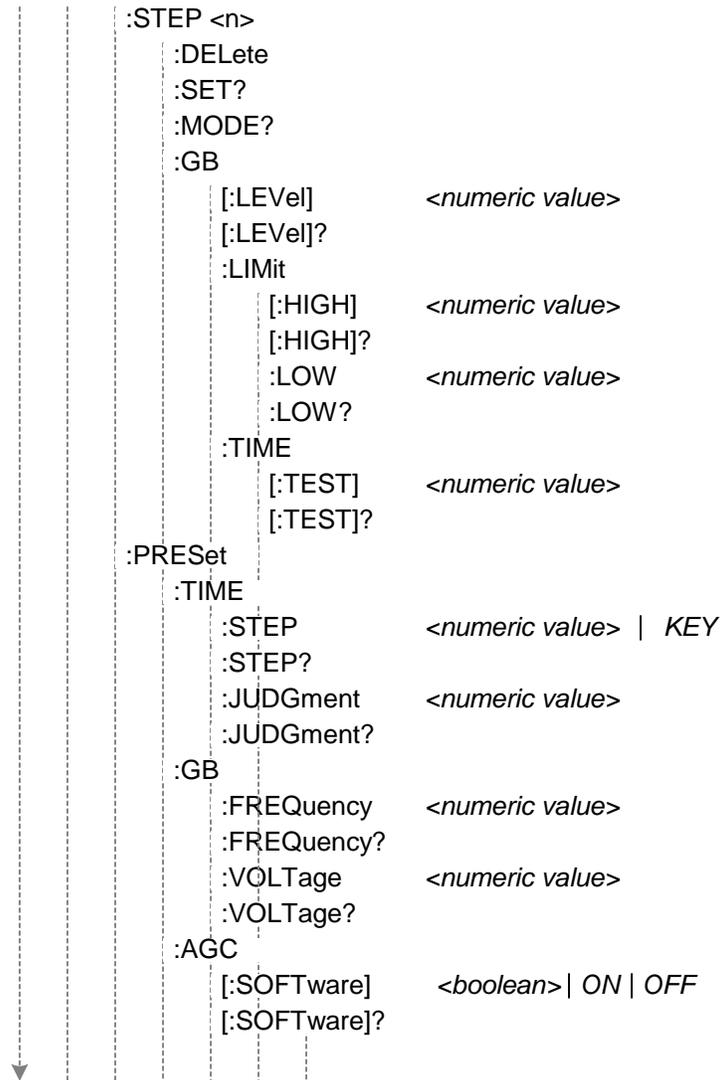 :STEP <n>
:DELete
:SET?
:MODE?
:GB
[:LEVel] <numeric value>
[:LEVel]?
:LIMit
[:HIGH] <numeric value>
[:HIGH]?
:LOW <numeric value>
:LOW?
:TIME
[:TEST] <numeric value>
[:TEST]?
:PRESet
:TIME
:STEP <numeric value> | KEY
:STEP?
:JUDGment <numeric value>
:JUDGment?
:GB
:FREQuency <numeric value>
:FREQuency?
:VOLTage <numeric value>
:VOLTage?
:AGC
[:SOFTware] <boolean>| ON | OFF
[:SOFTware]?